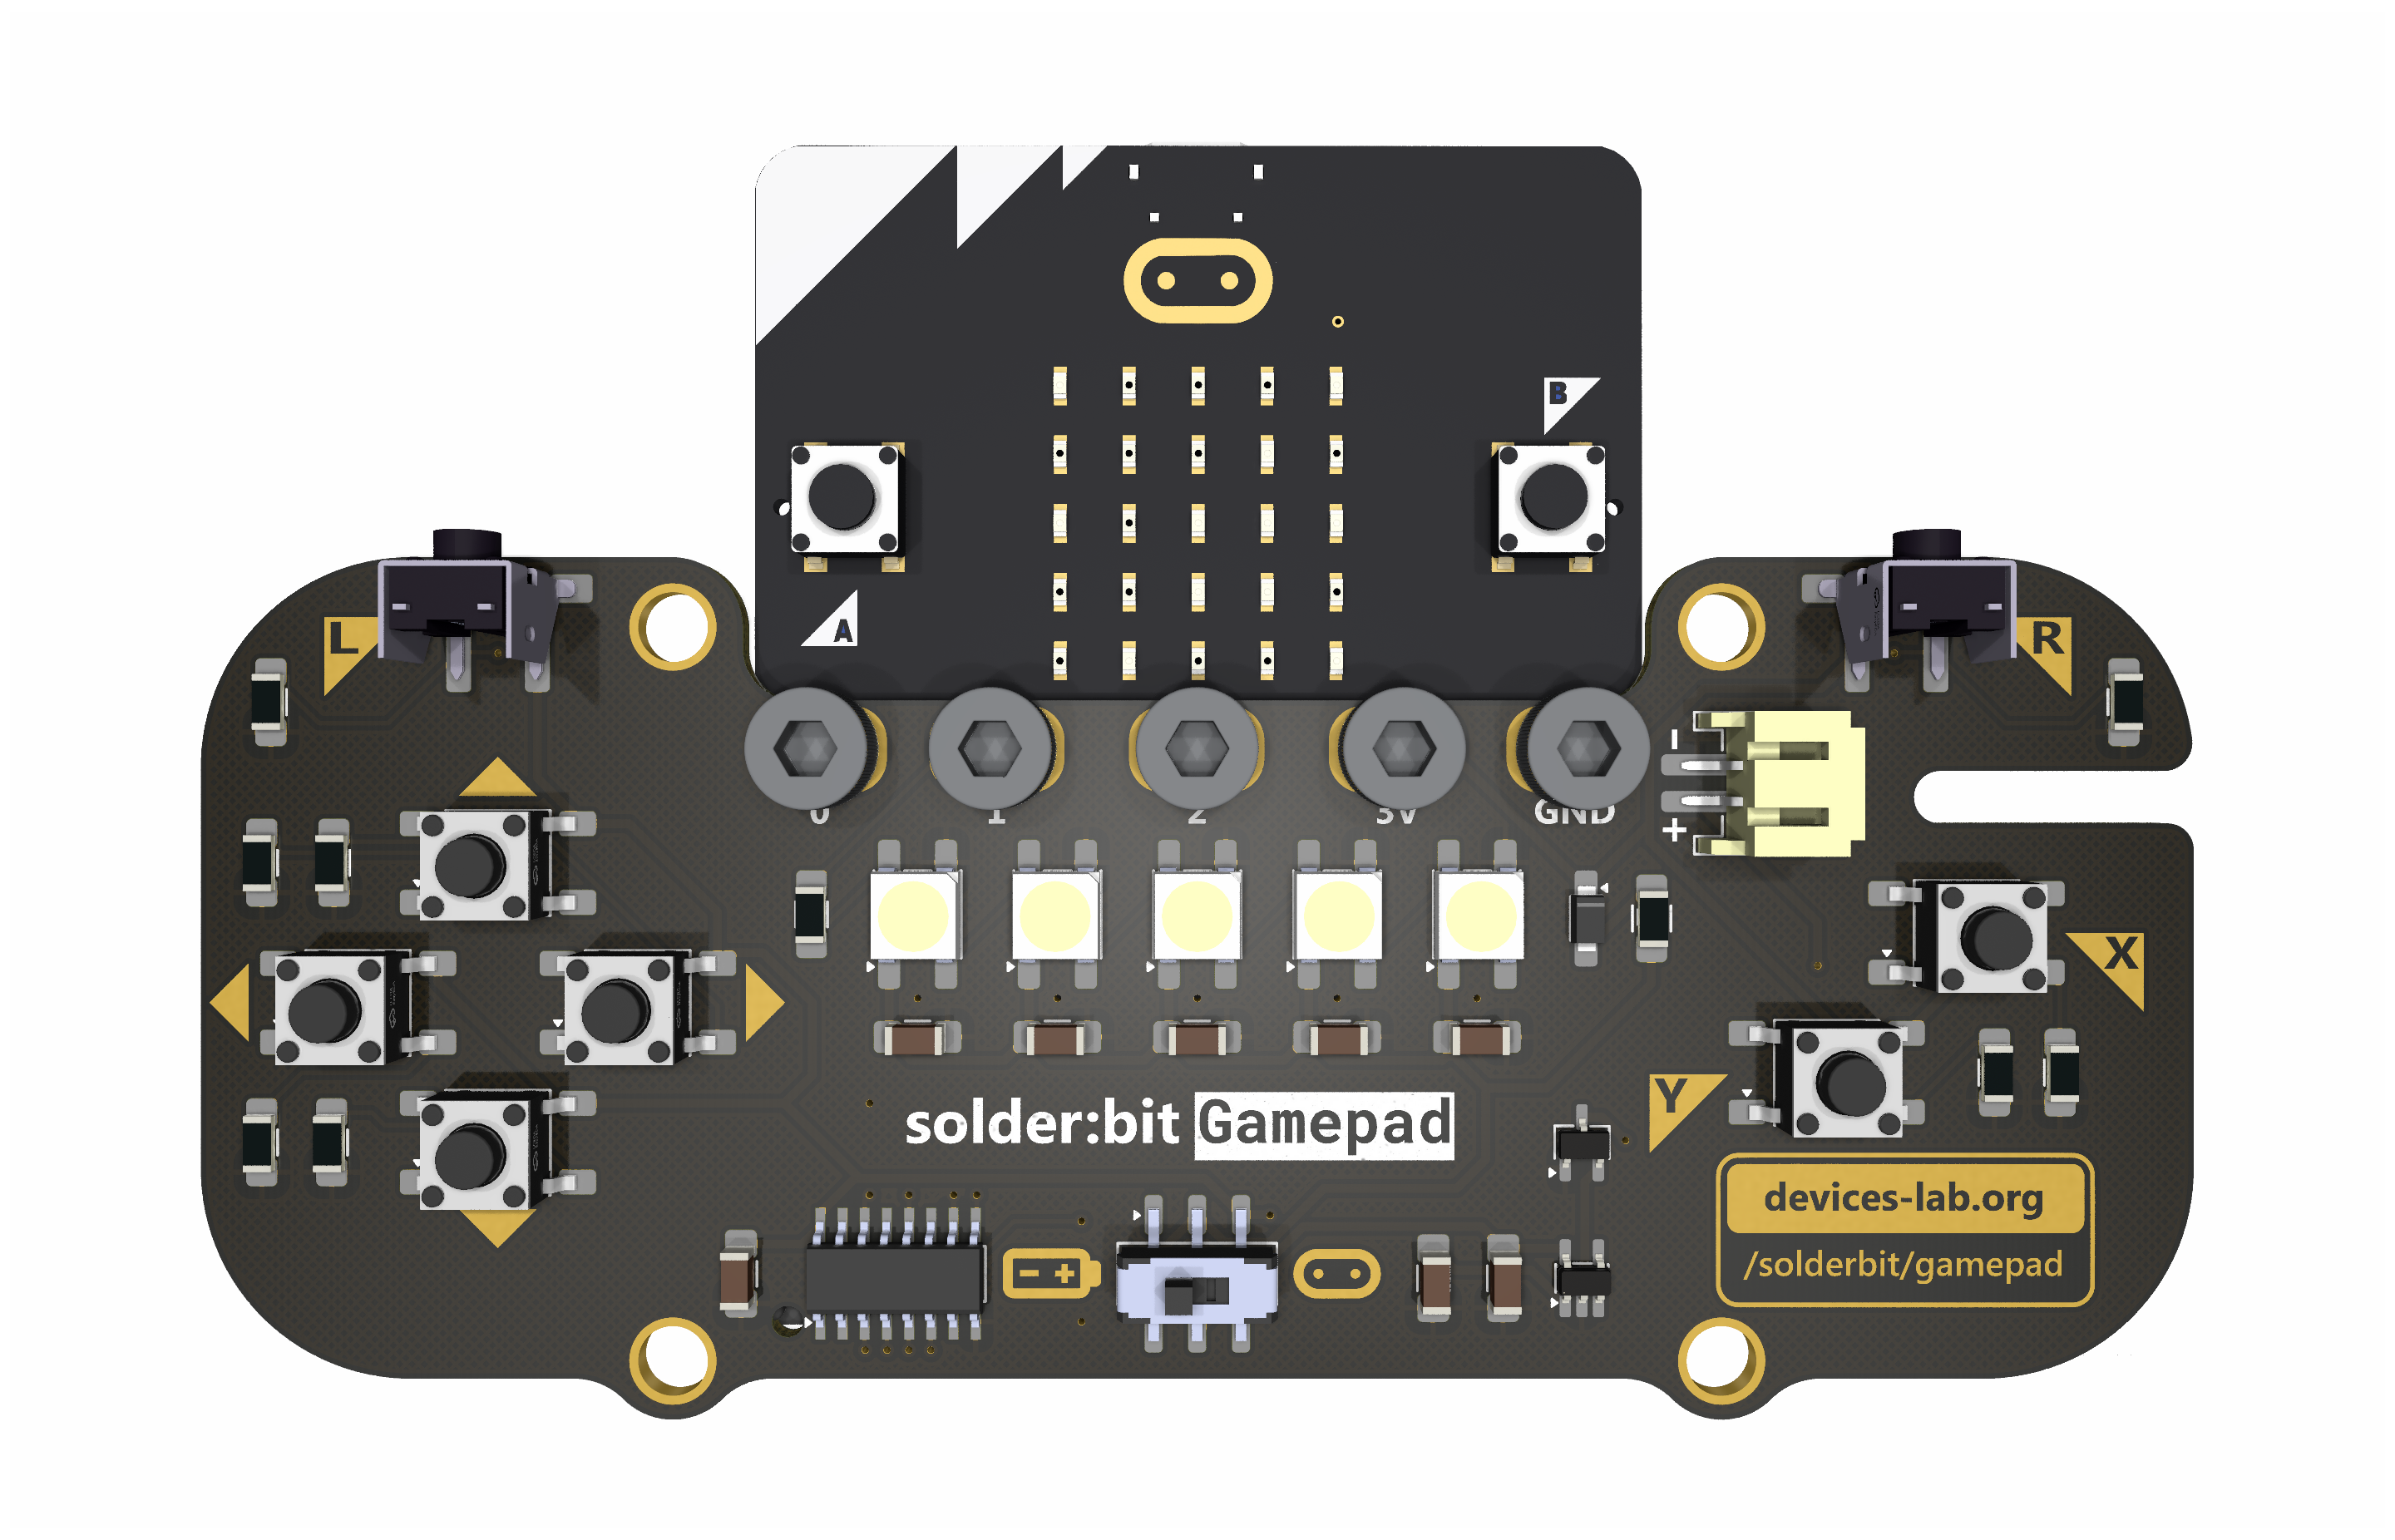 B
A
L
R
-
+
0
1
2
3V
GND
X
Y
solder:bit Gamepad
devices-lab.org
/solderbit/gamepad
- +